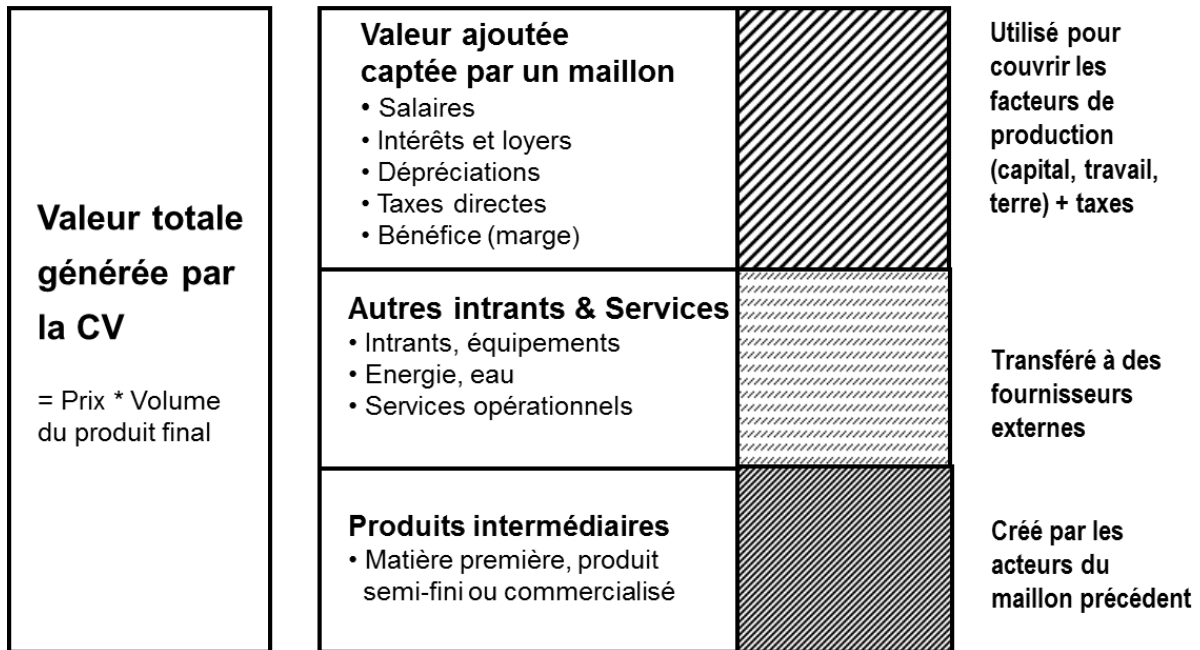 Valeur totale
générée par
la CV
= Prix * Volume
du produit final
Valeur ajoutée
captée par un maillon
• Salaires
• Intérêts et loyers
• Dépréciations
• Taxes directes
• Bénéfice (marge)
Utilisé pour
couvrir les
facteurs de
production
(capital, travail,
terre) + taxes
Autres intrants & Services
• Intrants, équipements
• Energie, eau
• Services opérationnels
Transféré à des
fournisseurs
externes
Produits intermédiaires
• Matière première, produit
semi-fini ou commercialisé
Créé par les
acteurs du
maillon précédent